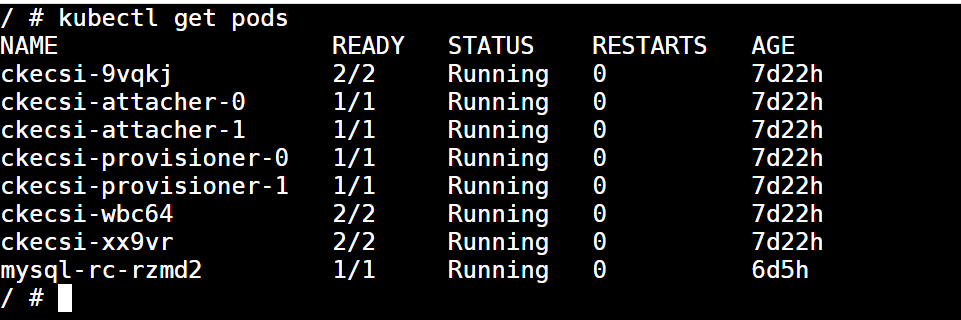 / # kubectl get pods
NAME                   READY   STATUS    RESTARTS   AGE
ckecsi-9vqkj           2/2     Running   0          7d22h
ckecsi-attacher-0      1/1     Running   0          7d22h
ckecsi-attacher-1      1/1     Running   0          7d22h
ckecsi-provisioner-0   1/1     Running   0          7d22h
ckecsi-provisioner-1   1/1     Running   0          7d22h
ckecsi-wbc64           2/2     Running   0          7d22h
ckecsi-xx9vr           2/2     Running   0          7d22h
mysql-rc-rzmd2         1/1     Running   0          6d5h
/ #